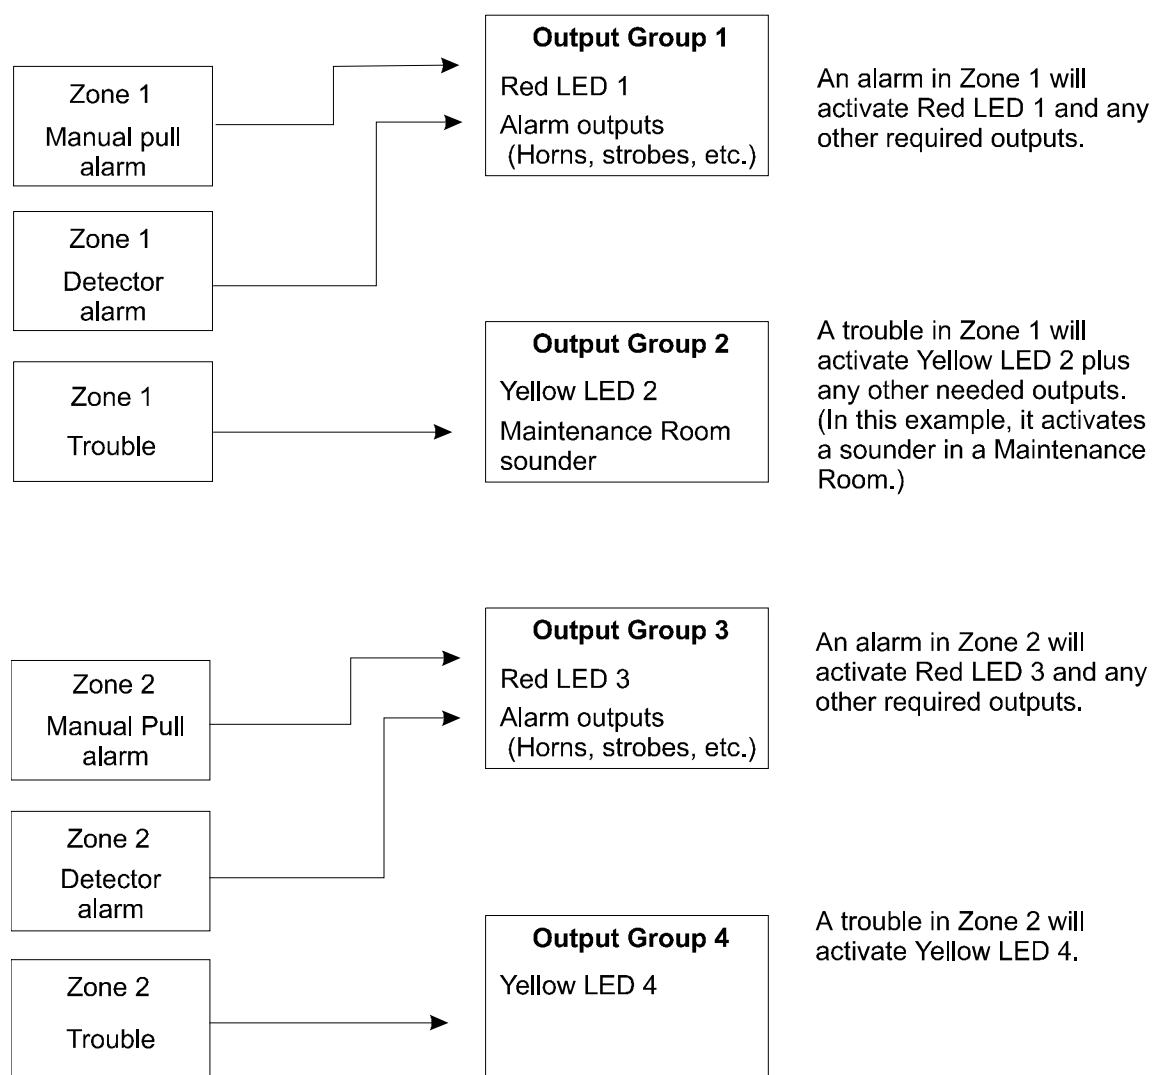 Zone 1
Manual pull
alarm
Zone 1
Detector
alarm
Zone 1
Trouble
Output Group 1
Red LED 1
Alarm outputs
(Horns, strobes, etc.)
An alarm in Zone 1 will
activate Red LED 1 and any
other required outputs.
Output Group 2
Yellow LED 2
Maintenance Room
sounder
A trouble in Zone 1 will
activate Yellow LED 2 plus
any other needed outputs.
(In this example, it activates
a sounder in a Maintenance
Room.)
Zone 2
Manual Pull
alarm
Zone 2
Detector
alarm
Zone 2
Trouble
Output Group 3
Red LED 3
Alarm outputs
(Horns, strobes, etc.)
An alarm in Zone 2 will
activate Red LED 3 and any
other required outputs.
Output Group 4
Yellow LED 4
A trouble in Zone 2 will
activate Yellow LED 4.